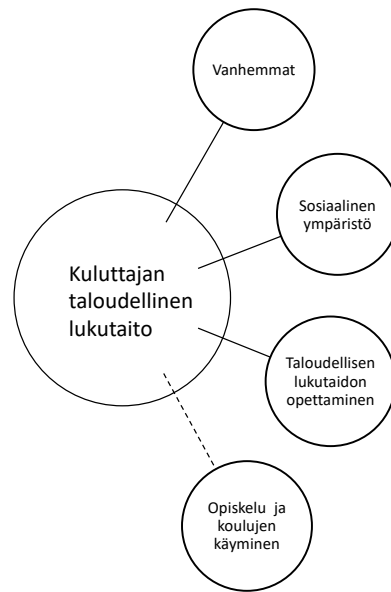 Vanhemmat
Sosiaalinen
ympäristö
Kuluttajan
taloudellinen
lukutaito
Taloudellisen
lukutaidon
opettaminen
Opiskelu ja
koulujen
käyminen